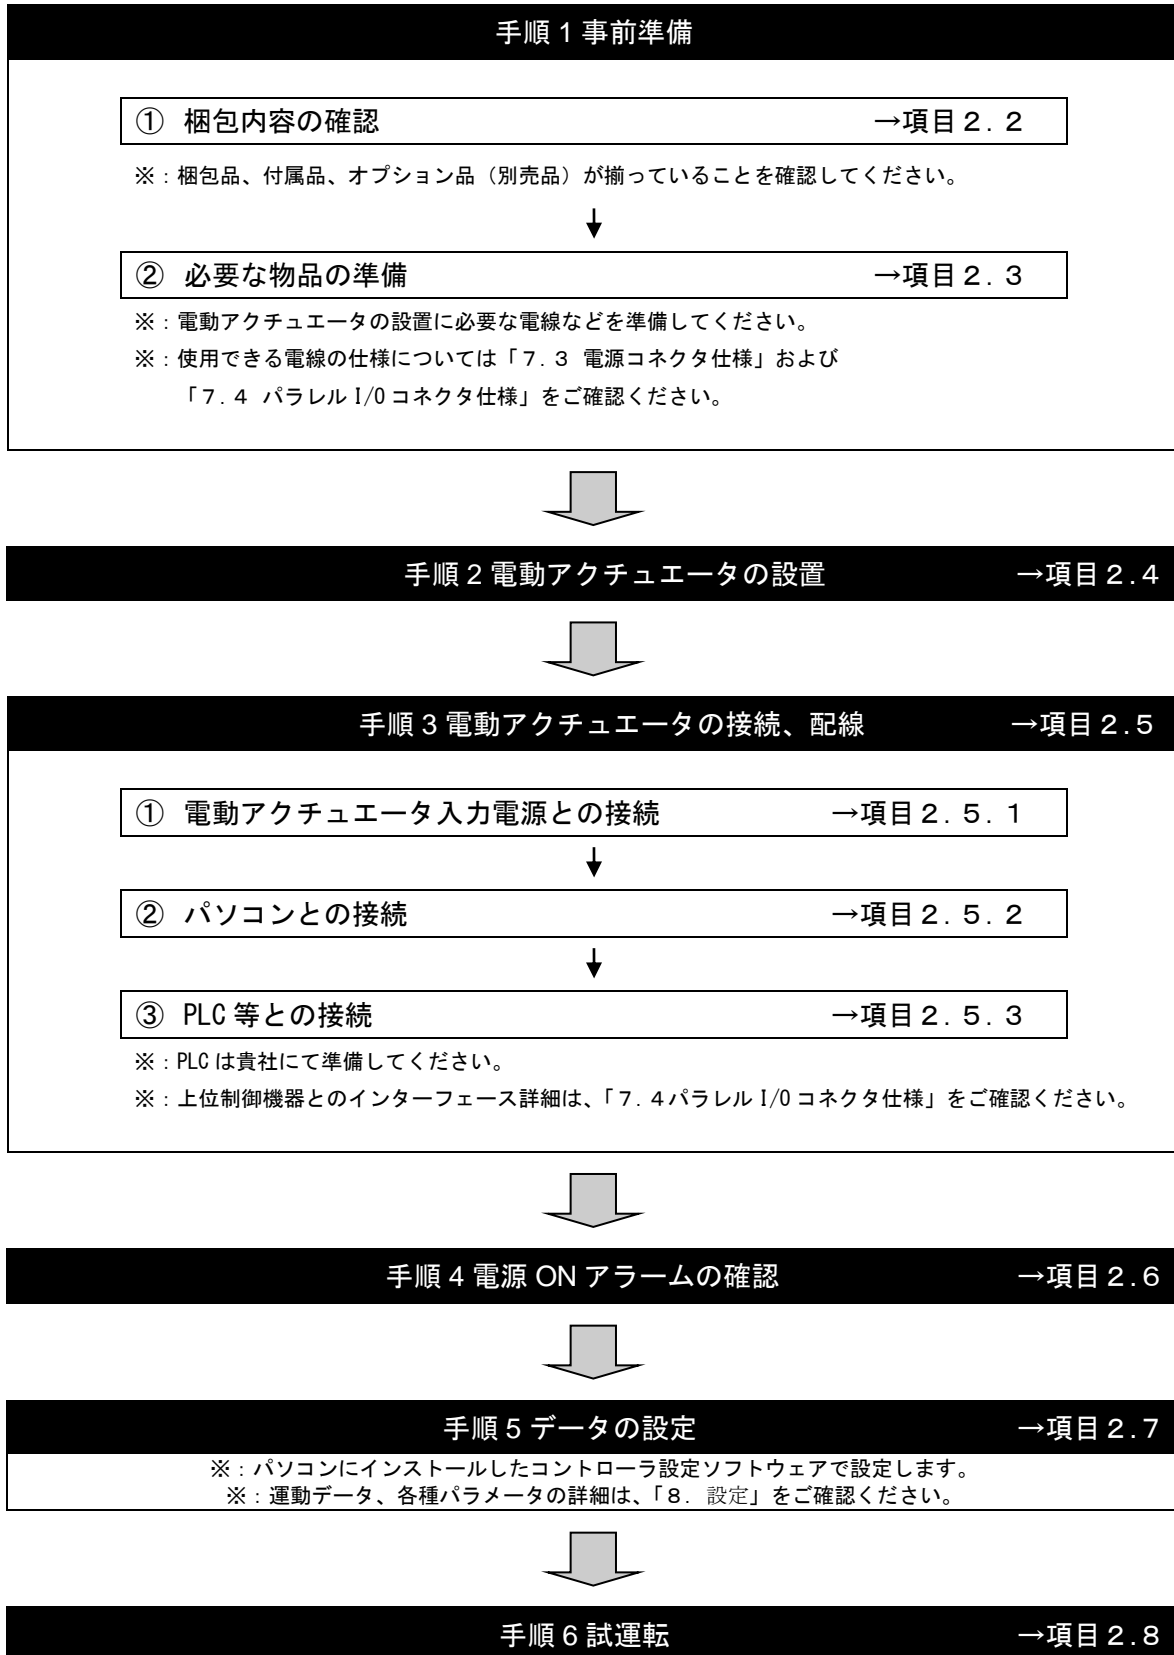 手順1事前準備
① 梱包内容の確認 →項目２.２
※：梱包品、付属品、オプション品（別売品）が揃っていることを確認してください。
② 必要な物品の準備 →項目２.３
※：電動アクチュエータの設置に必要な電線などを準備してください。
※：使用できる電線の仕様については「７.３ 電源コネクタ仕様」および
「７.４ パラレル I/O コネクタ仕様」をご確認ください。
手順2電動アクチュエータの設置 →項目２.４
手順3電動アクチュエータの接続、配線 →項目２.５
① 電動アクチュエータ入力電源との接続 →項目２.５.１
② パソコンとの接続 →項目２.５.２
③ PLC 等との接続 →項目２.５.３
※：PLC は貴社にて準備してください。
※：上位制御機器とのインターフェース詳細は、「７.４パラレル I/O コネクタ仕様」をご確認ください。
手順4電源 ON アラームの確認 →項目２.６
手順5データの設定 →項目２.７
※：パソコンにインストールしたコントローラ設定ソフトウェアで設定します。
※：運動データ、各種パラメータの詳細は、「８. 設定」をご確認ください。
手順6試運転 →項目２.８